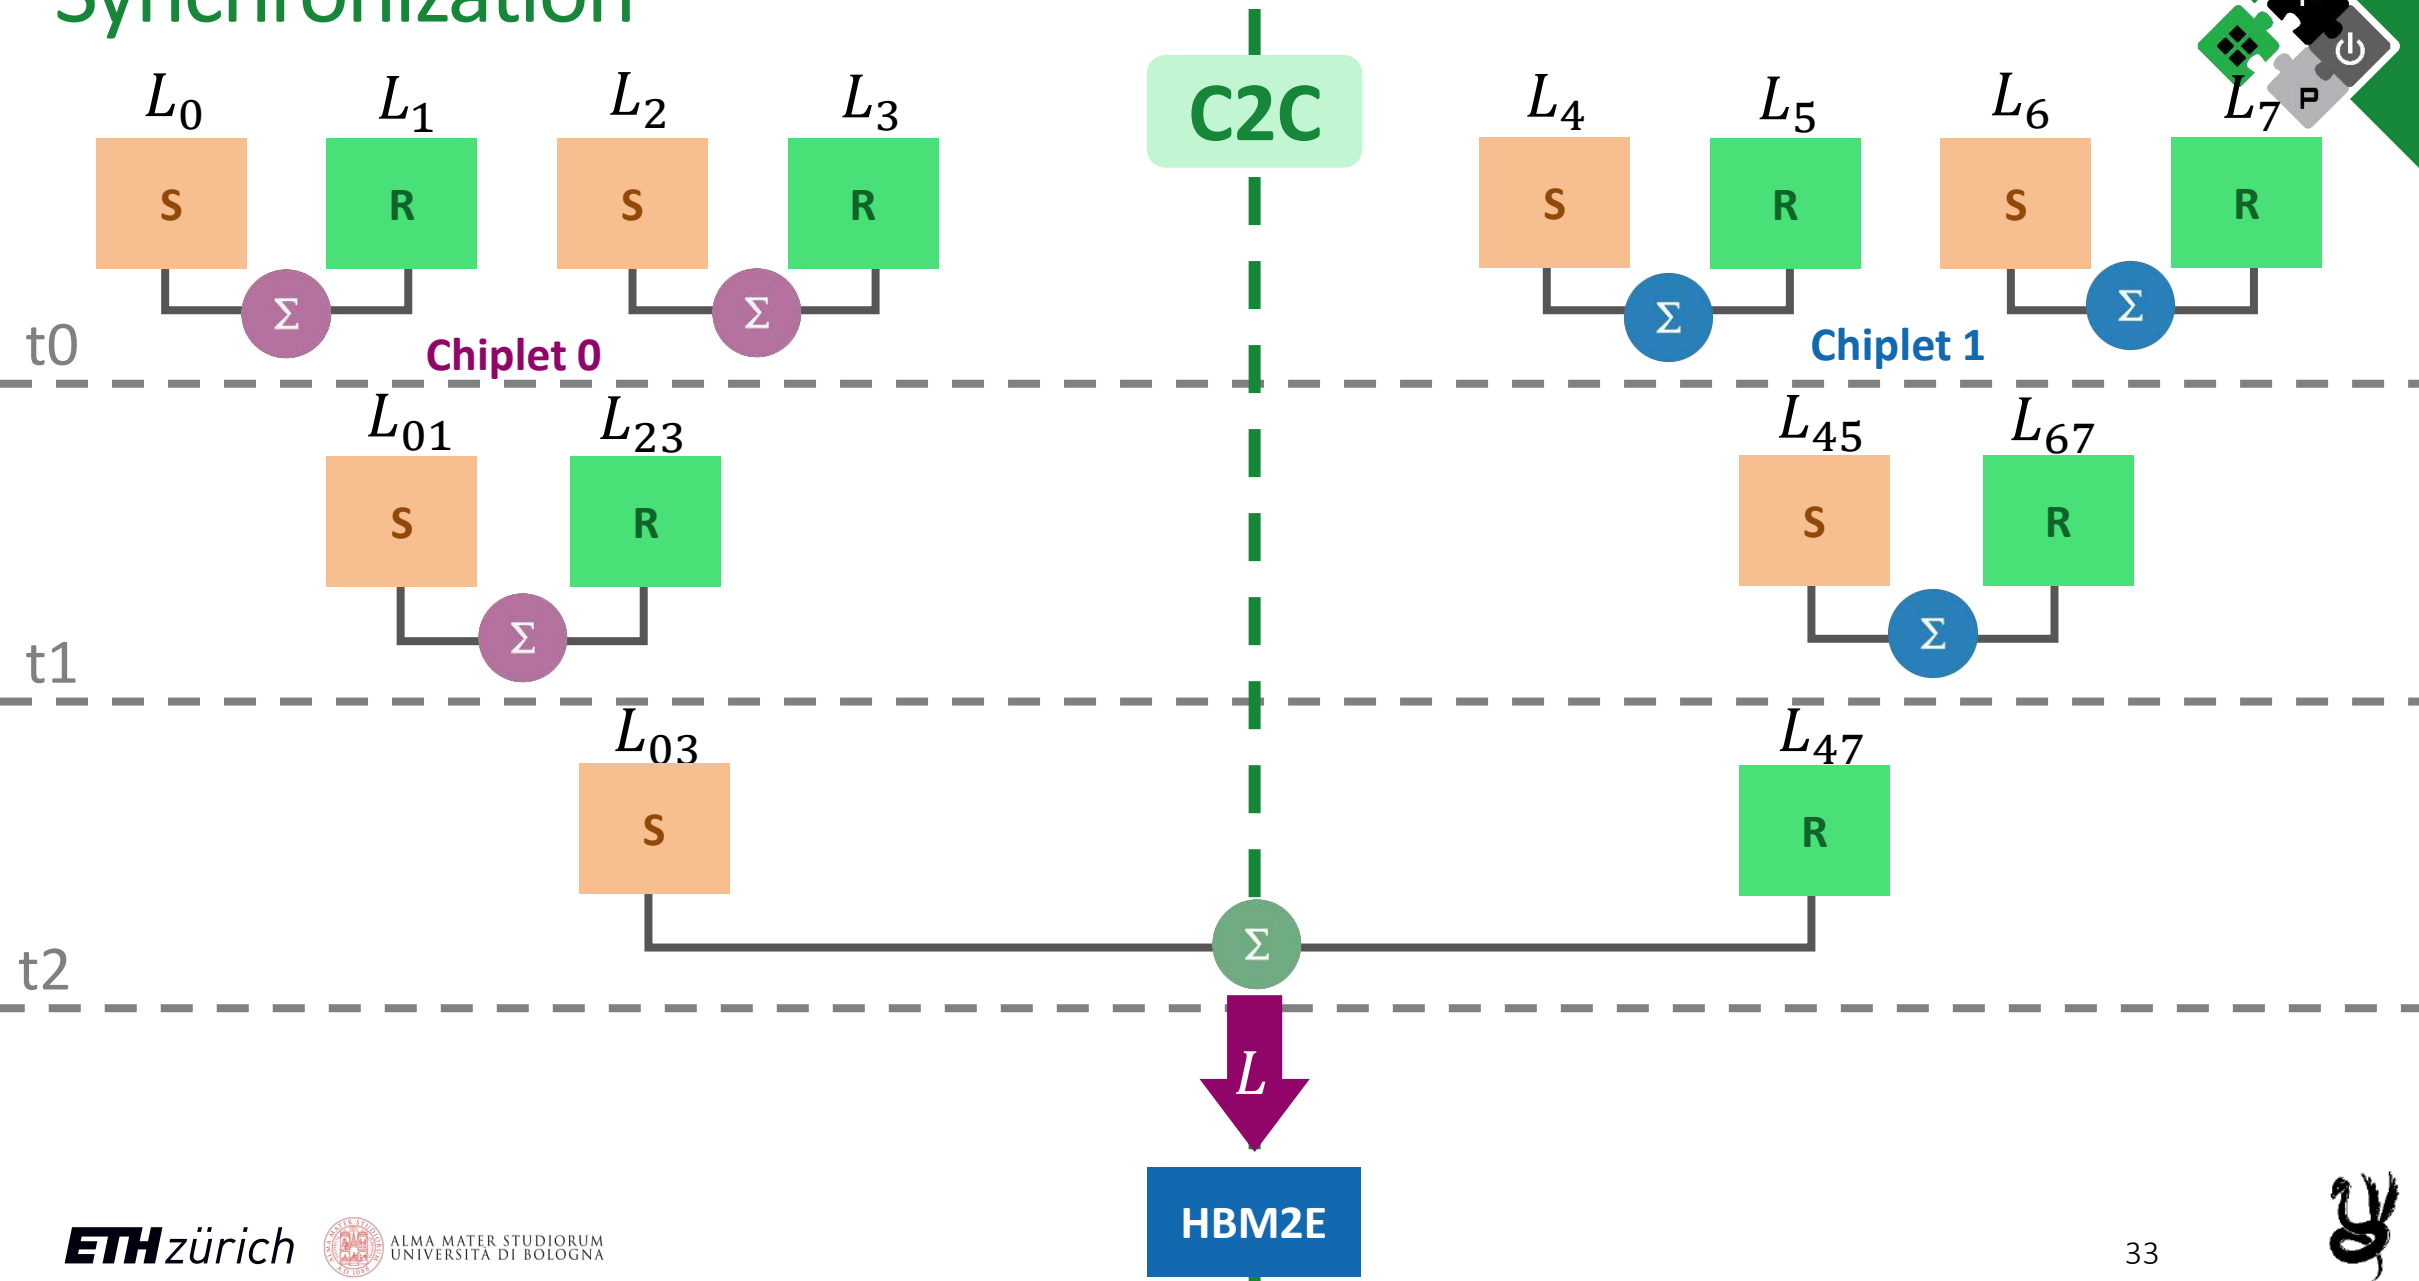 Synchronization
L0 L1 L2 L3 C2C L4 L5 L6 L7
S R S R S R S R
Σ Σ Σ Σ
t0 Chiplet 0 Chiplet 1
L01 L23 L45 L67
S R S R
Σ Σ
t1
L03 L47
S R
Σ
t2
L
HBM2E
ETH zürich
ALMA MATER STUDIORUM
UNIVERSITÀ DI BOLOGNA
33
P